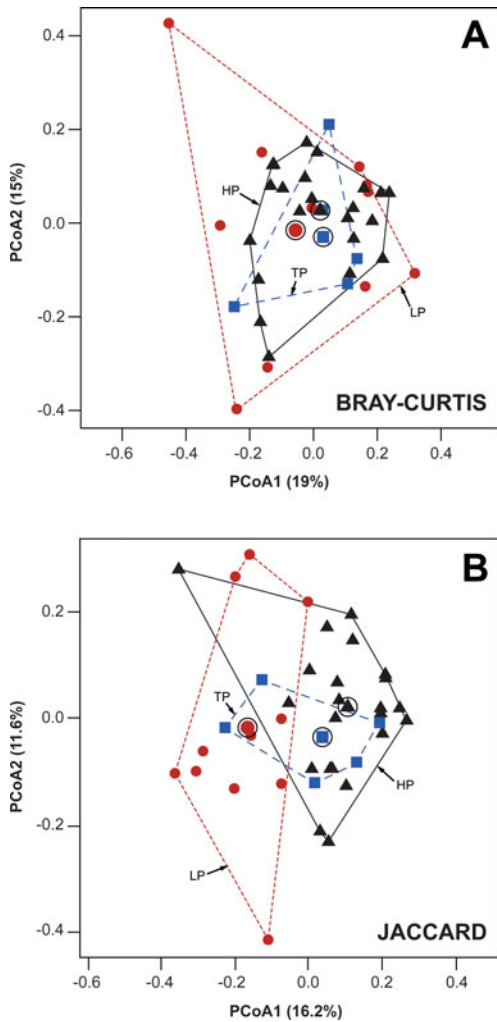 A
0.4
0.2
0.0
-0.2
-0.4
PCoA2 (15%)
HP
TP
LP
BRAY-CURTIS
-0.6 -0.4 -0.2 0.0 0.2 0.4
PCoA1 (19%)
B
0.2
0.0
-0.2
-0.4
PCoA2 (11.6%)
TP
HP
LP
JACCARD
-0.6 -0.4 -0.2 0.0 0.2 0.4
PCoA1 (16.2%)